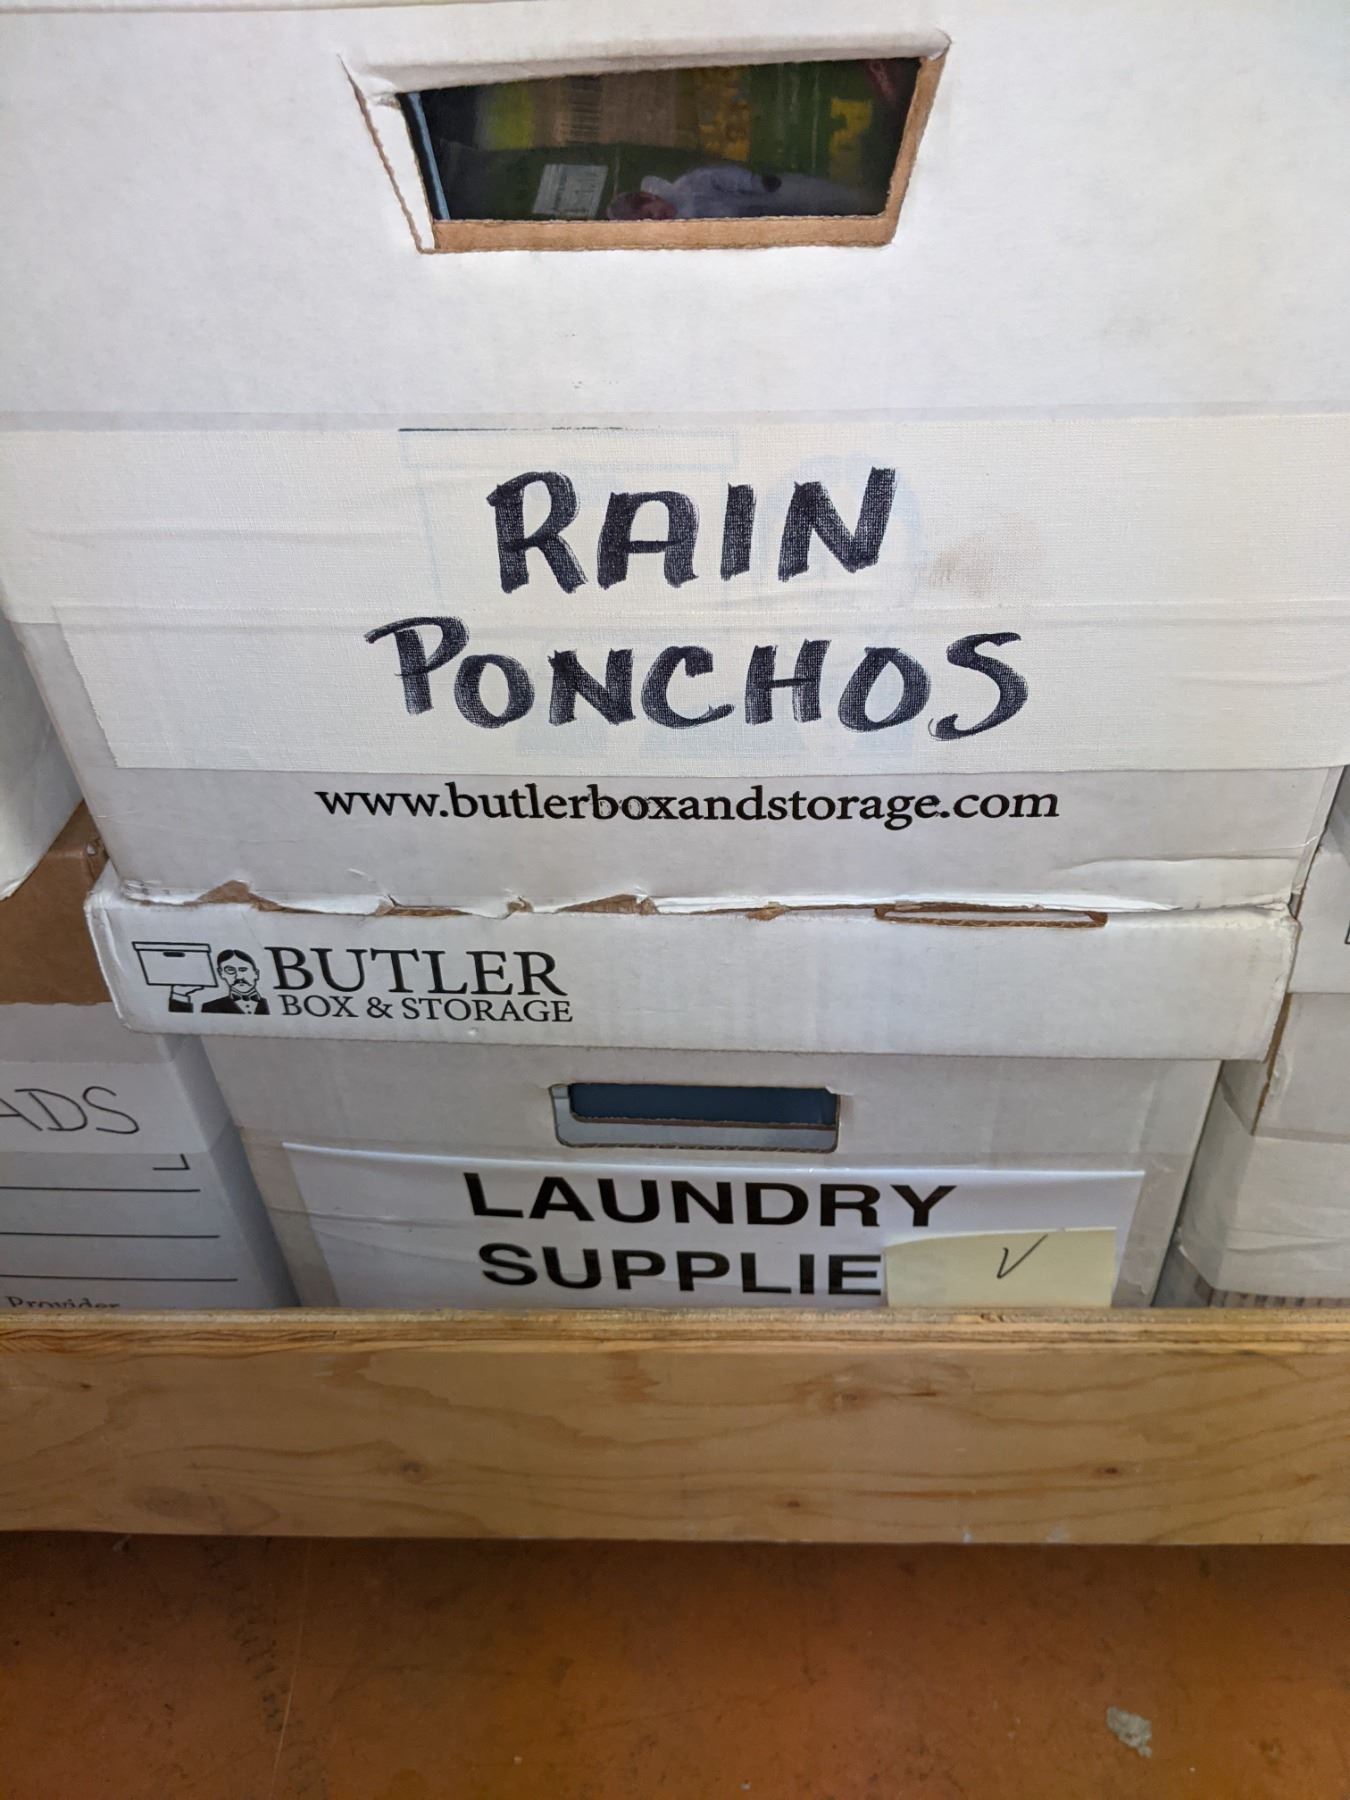 RAIN
PONCHOS
www.butlerboxandstorage.com
BUTLER
BOX & STORAGE
ADS
LAUNDRY
SUPPLIE
Provider